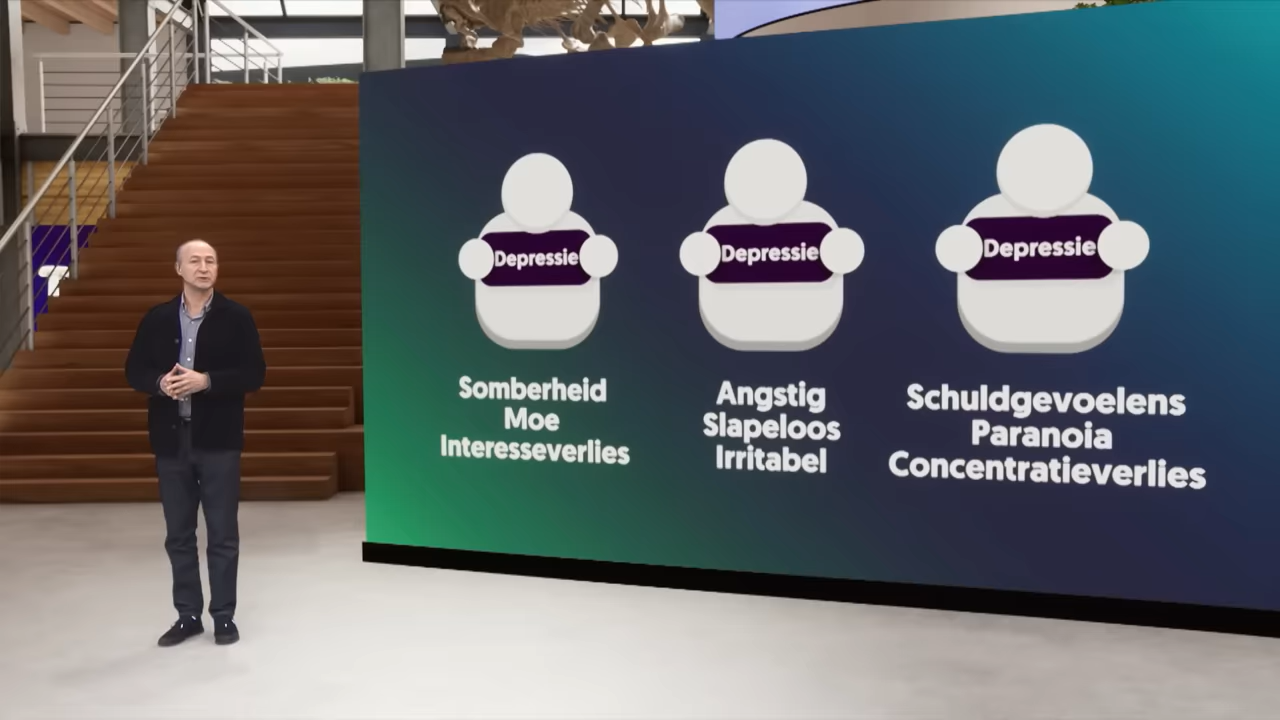 Depressie
Somberheid
Moe
Interesseverlies
Depressie
Angstig
Slapeloos
Irritabel
Depressie
Schuldgevoelens
Paranoia
Concentratieverlies